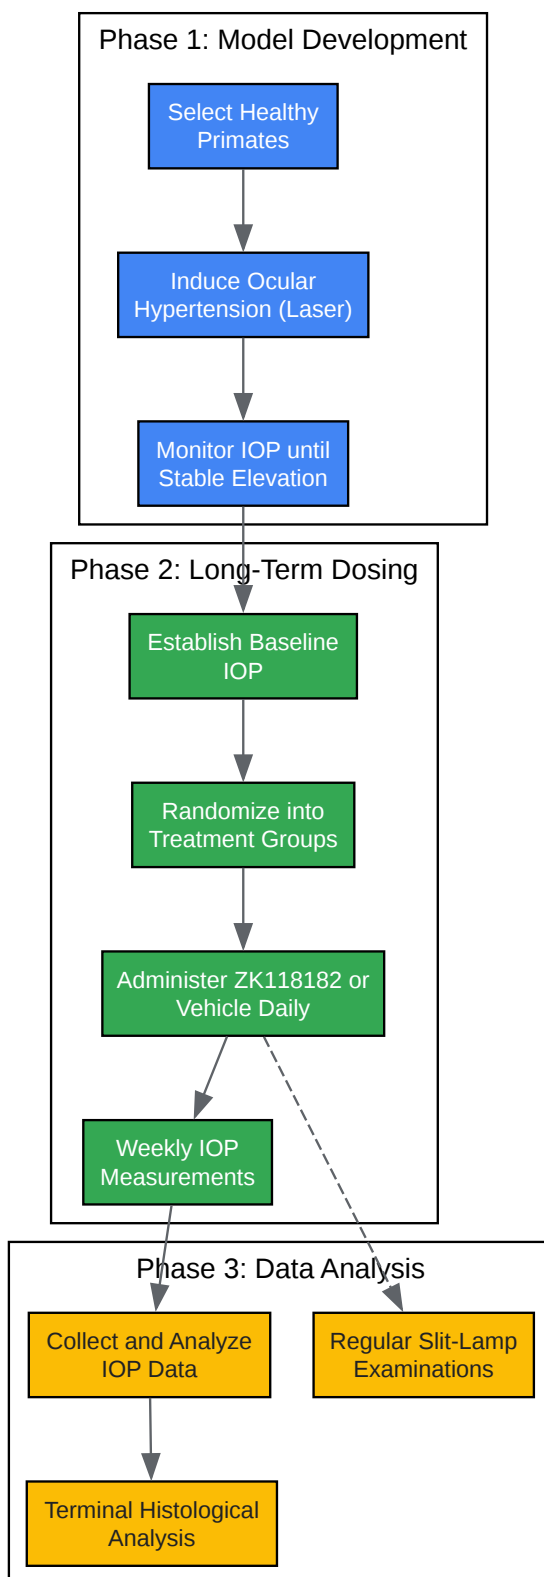 Phase 1: Model Development
Select Healthy
Primates
Induce Ocular
Hypertension (Laser)
Monitor IOP until
Stable Elevation
Phase 2: Long-Term Dosing
Establish Baseline
IOP
Randomize into
Treatment Groups
Administer ZK118182 or
Vehicle Daily
Weekly IOP
Measurements
Phase 3: Data Analysis
Collect and Analyze
IOP Data
Regular Slit-Lamp
Examinations
Terminal Histological
Analysis